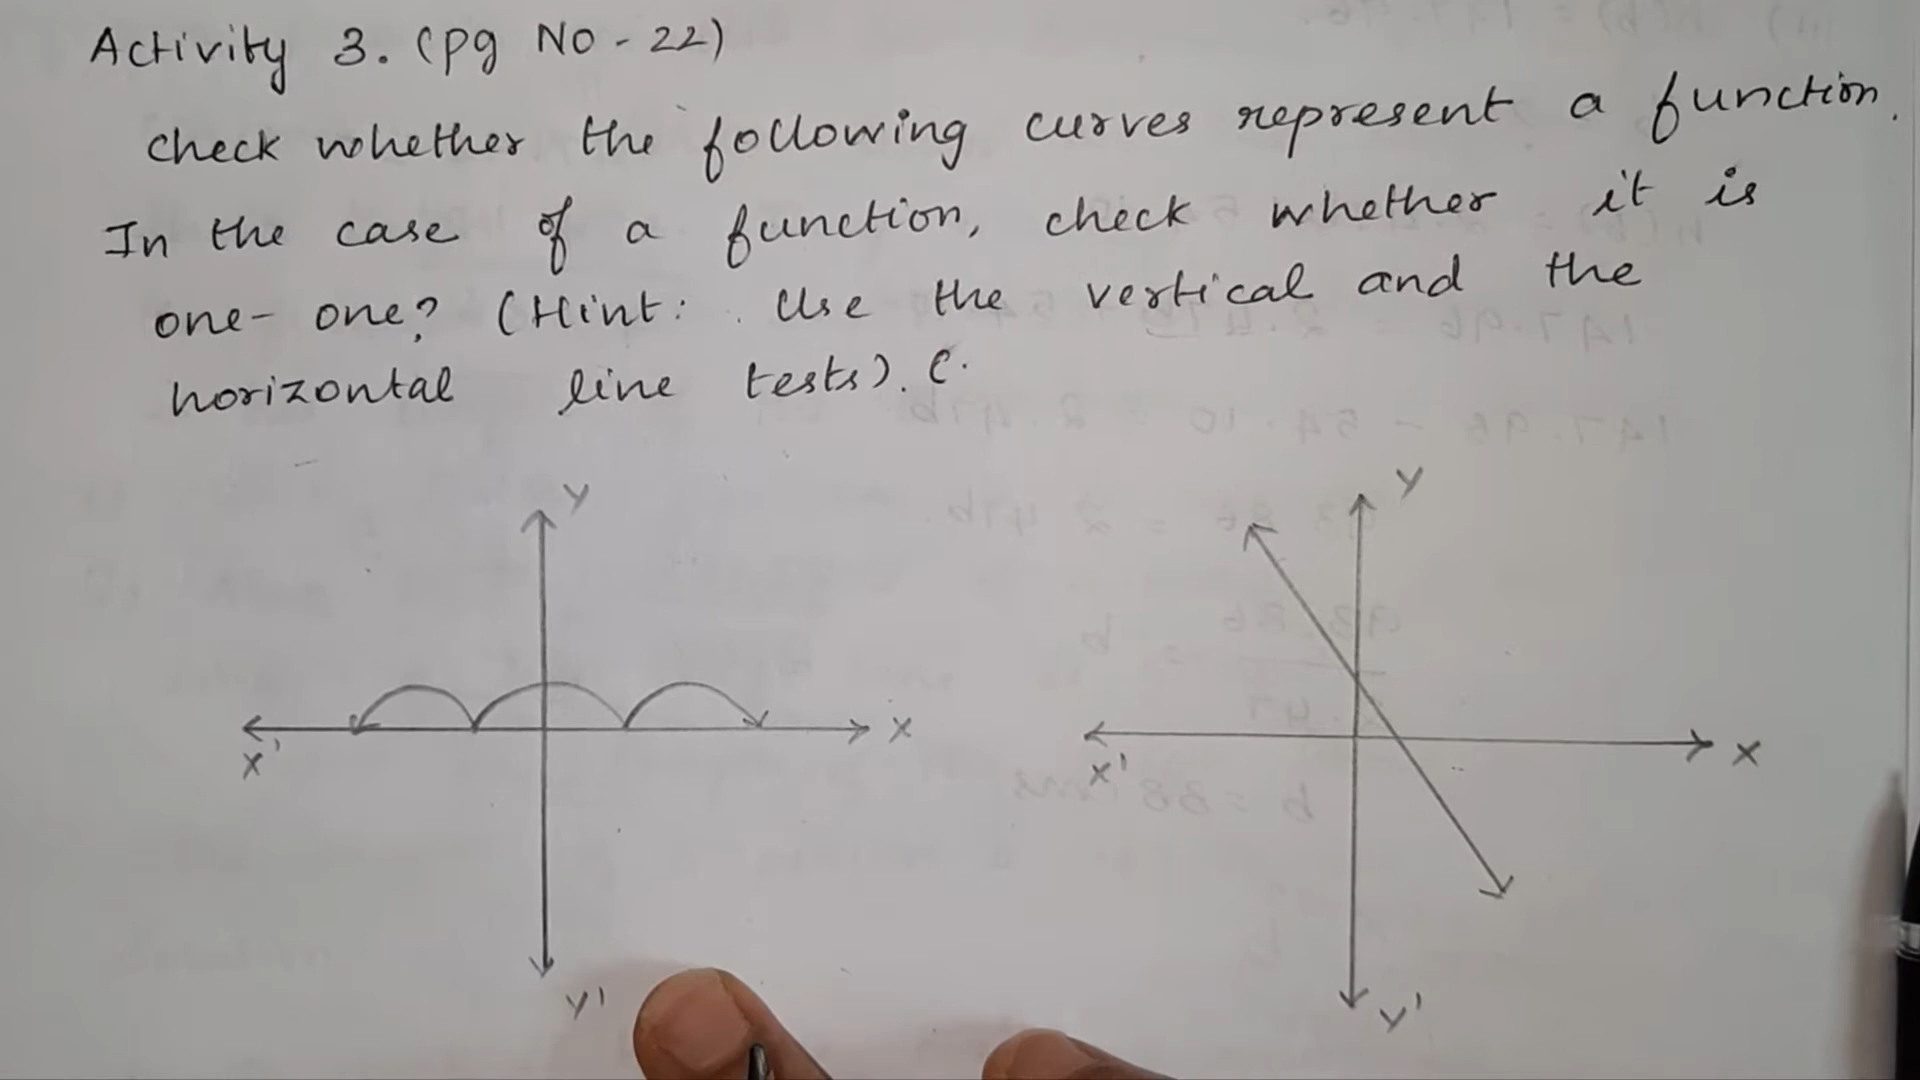 Activity 3. (pg No - 22)
check whether the following curves represent a function.
In the case of a function, check whether it is
one-one? (Hint: Use the vertical and the
horizontal line tests). (.
Y Y
X' X X' X
Y' Y'